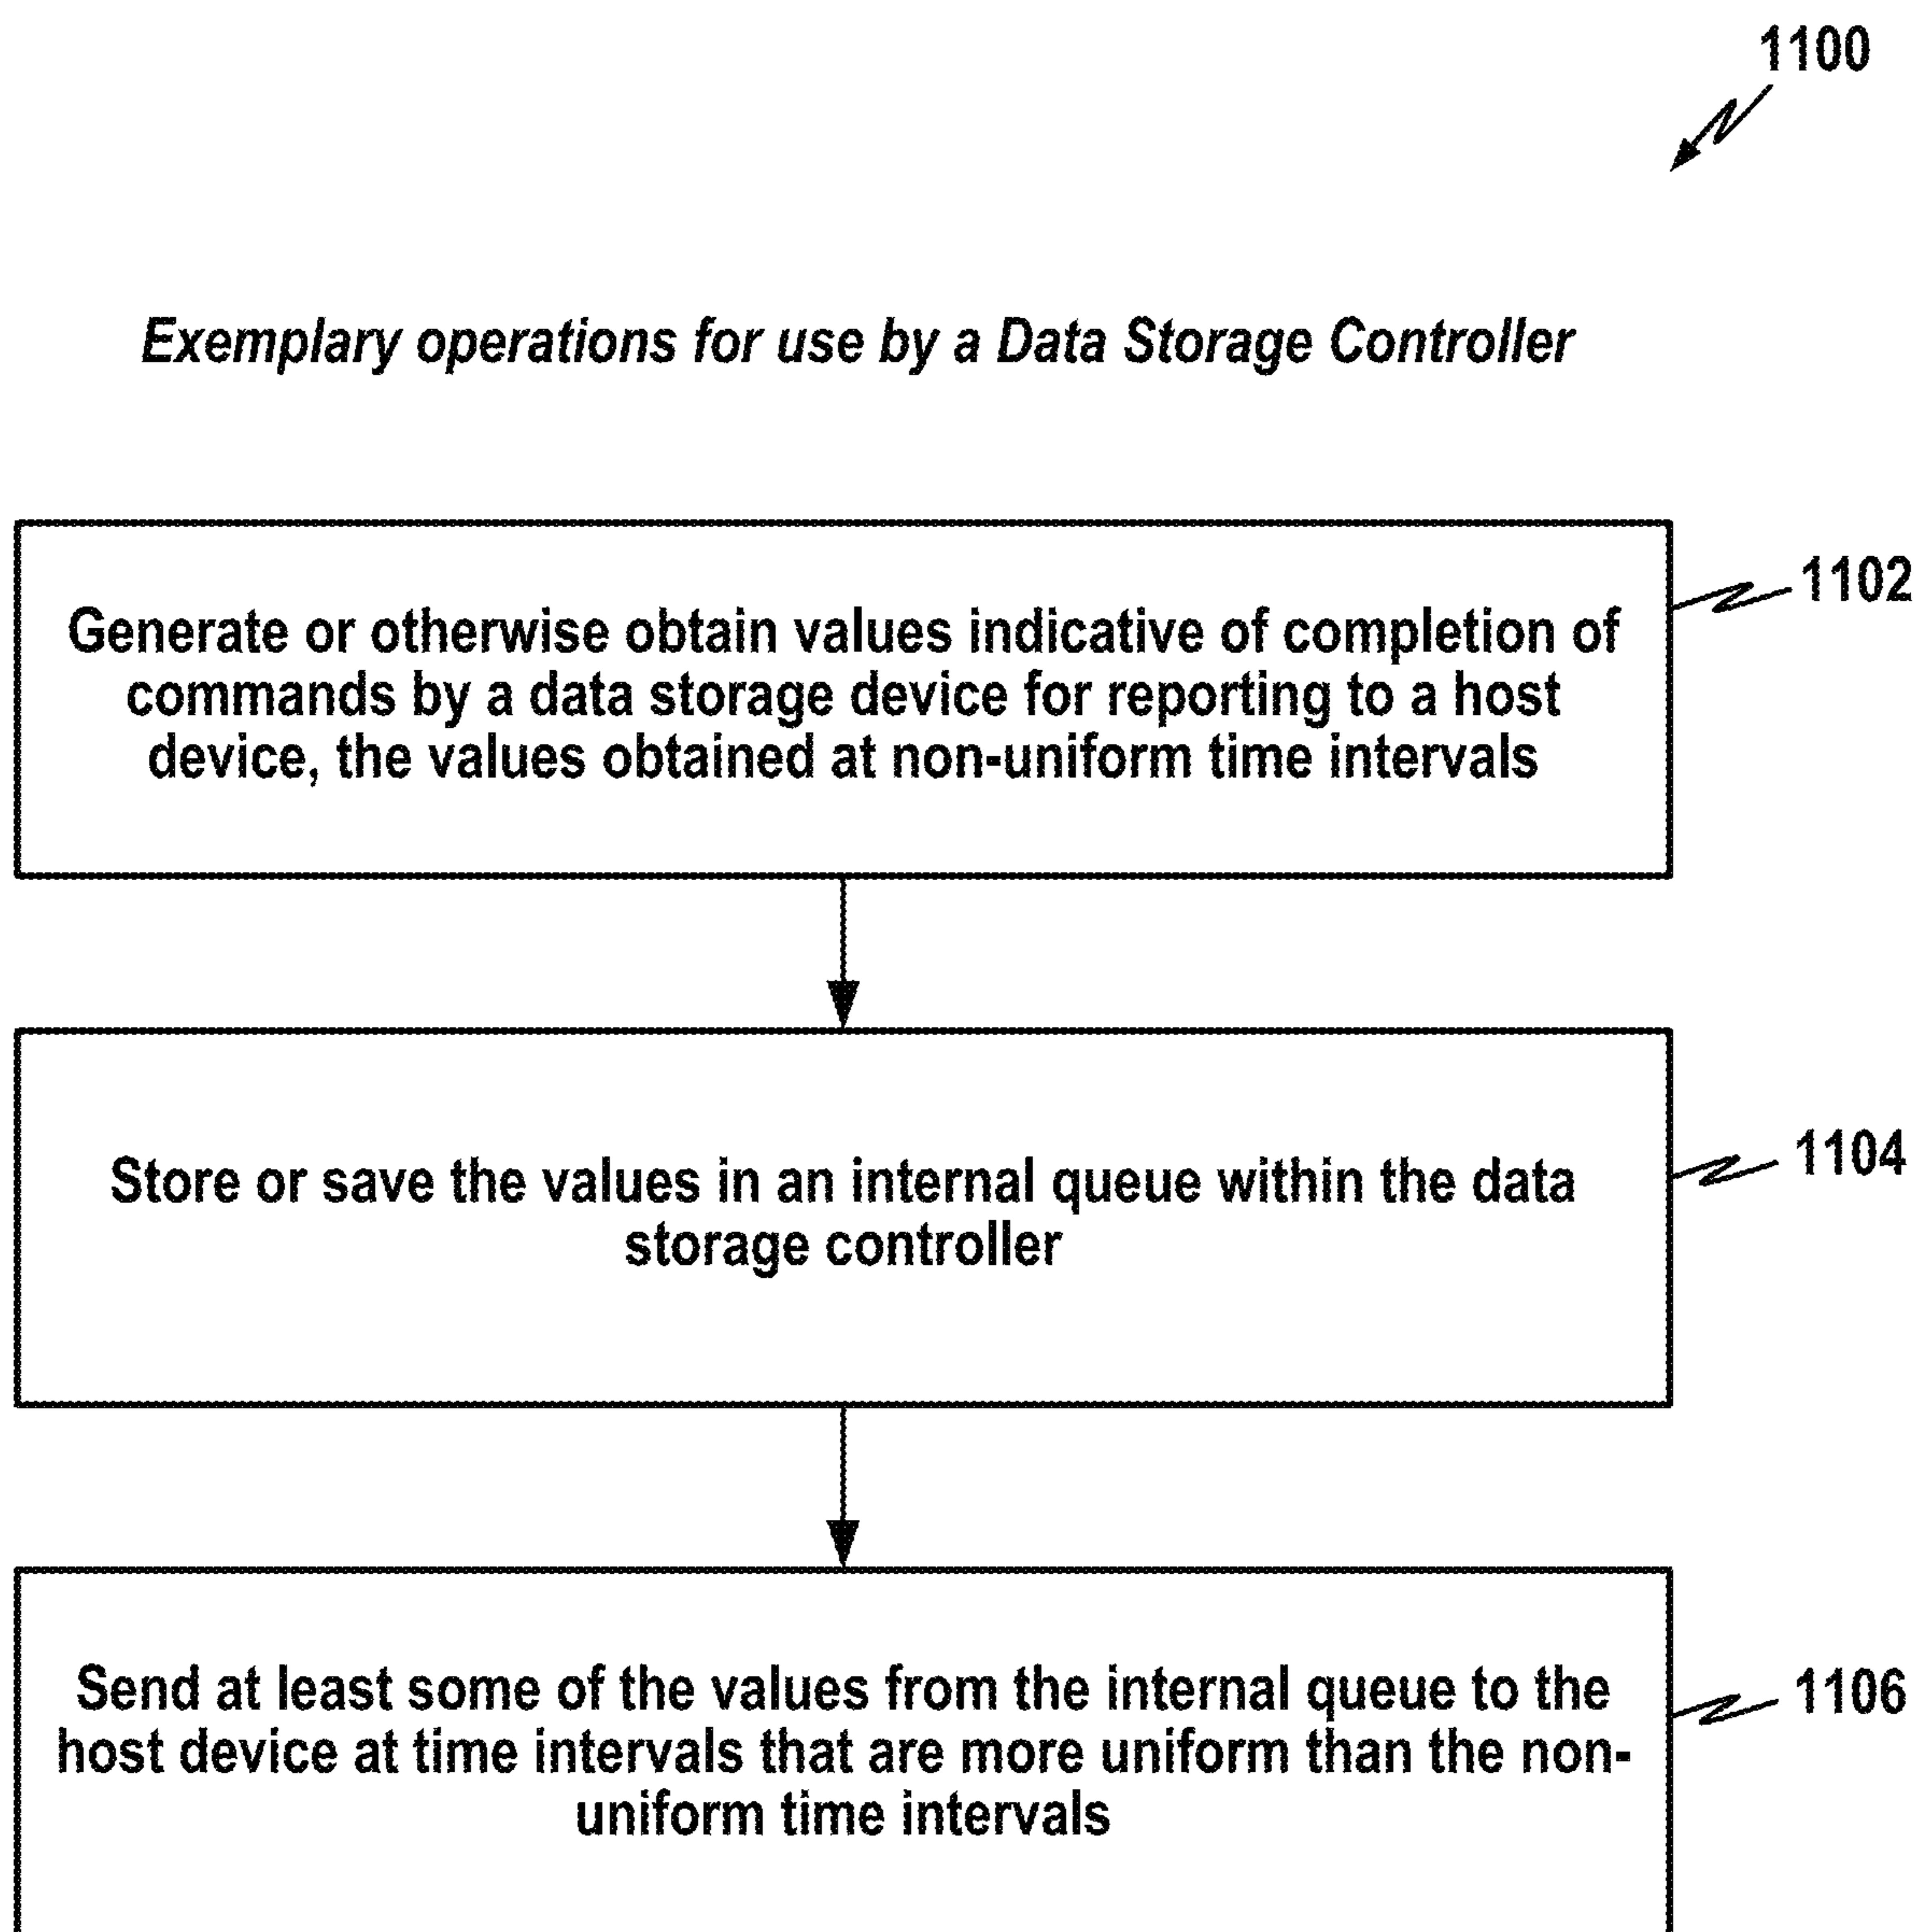 1100
Exemplary operations for use by a Data Storage Controller
1102
Generate or otherwise obtain values indicative of completion of
commands by a data storage device for reporting to a host
device, the values obtained at non-uniform time intervals
1104
Store or save the values in an internal queue within the data
storage controller
1106
Send at least some of the values from the internal queue to the
host device at time intervals that are more uniform than the non-
uniform time intervals